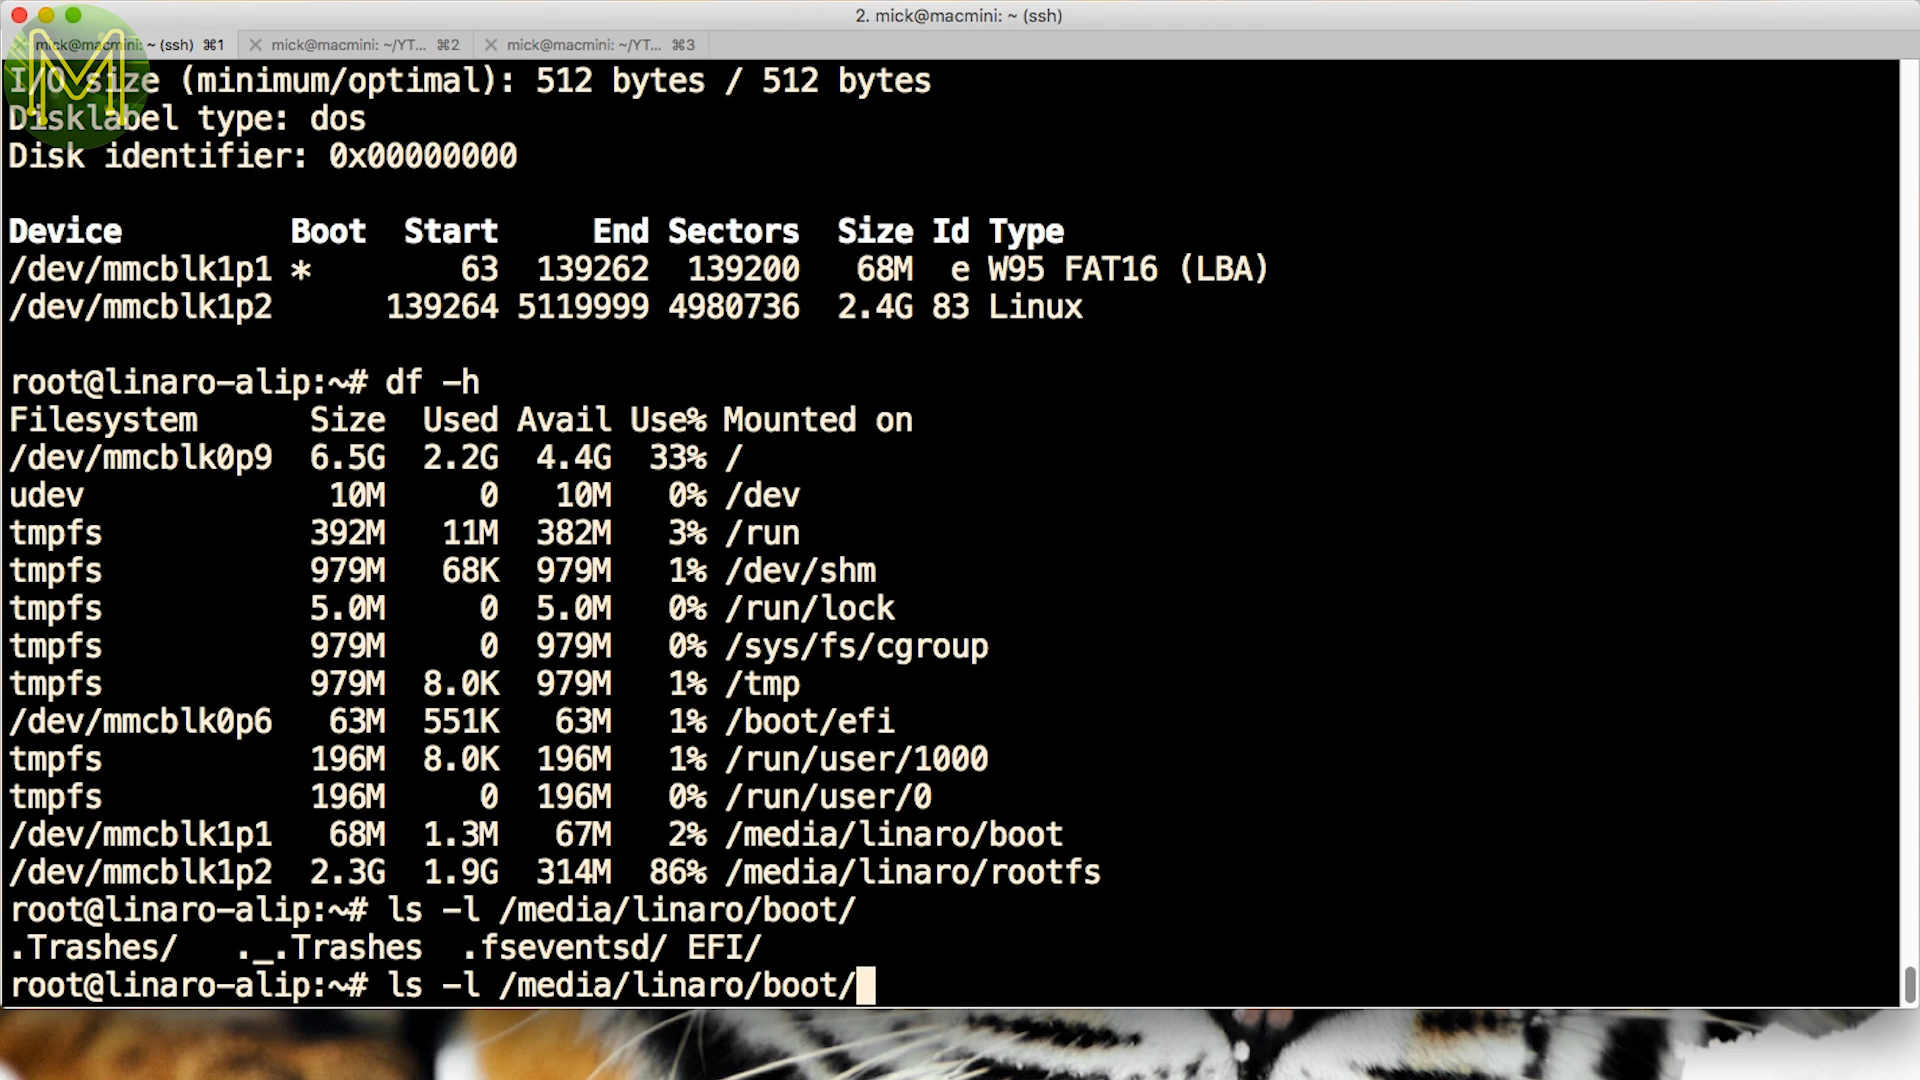 2. mick@macmini: ~ (ssh)
mick@macmini: ~ (ssh) ⌘1 mick@macmini: ~/YT... ⌘2 mick@macmini: ~/YT... ⌘3
M
I/O size (minimum/optimal): 512 bytes / 512 bytes
Disklabel type: dos
Disk identifier: 0x00000000
Device         Boot  Start     End Sectors  Size Id Type
/dev/mmcblk1p1 *        63  139262  139200   68M  e W95 FAT16 (LBA)
/dev/mmcblk1p2      139264 5119999 4980736  2.4G 83 Linux
root@linaro-alip:~# df -h
Filesystem      Size  Used Avail Use% Mounted on
/dev/mmcblk0p9  6.5G  2.2G  4.4G  33% /
udev             10M     0   10M   0% /dev
tmpfs           392M   11M  382M   3% /run
tmpfs           979M   68K  979M   1% /dev/shm
tmpfs           5.0M     0  5.0M   0% /run/lock
tmpfs           979M     0  979M   0% /sys/fs/cgroup
tmpfs           979M  8.0K  979M   1% /tmp
/dev/mmcblk0p6   63M  551K   63M   1% /boot/efi
tmpfs           196M  8.0K  196M   1% /run/user/1000
tmpfs           196M     0  196M   0% /run/user/0
/dev/mmcblk1p1   68M  1.3M   67M   2% /media/linaro/boot
/dev/mmcblk1p2  2.3G  1.9G  314M  86% /media/linaro/rootfs
root@linaro-alip:~# ls -l /media/linaro/boot/
.Trashes/   ._.Trashes  .fseventsd/ EFI/
root@linaro-alip:~# ls -l /media/linaro/boot/